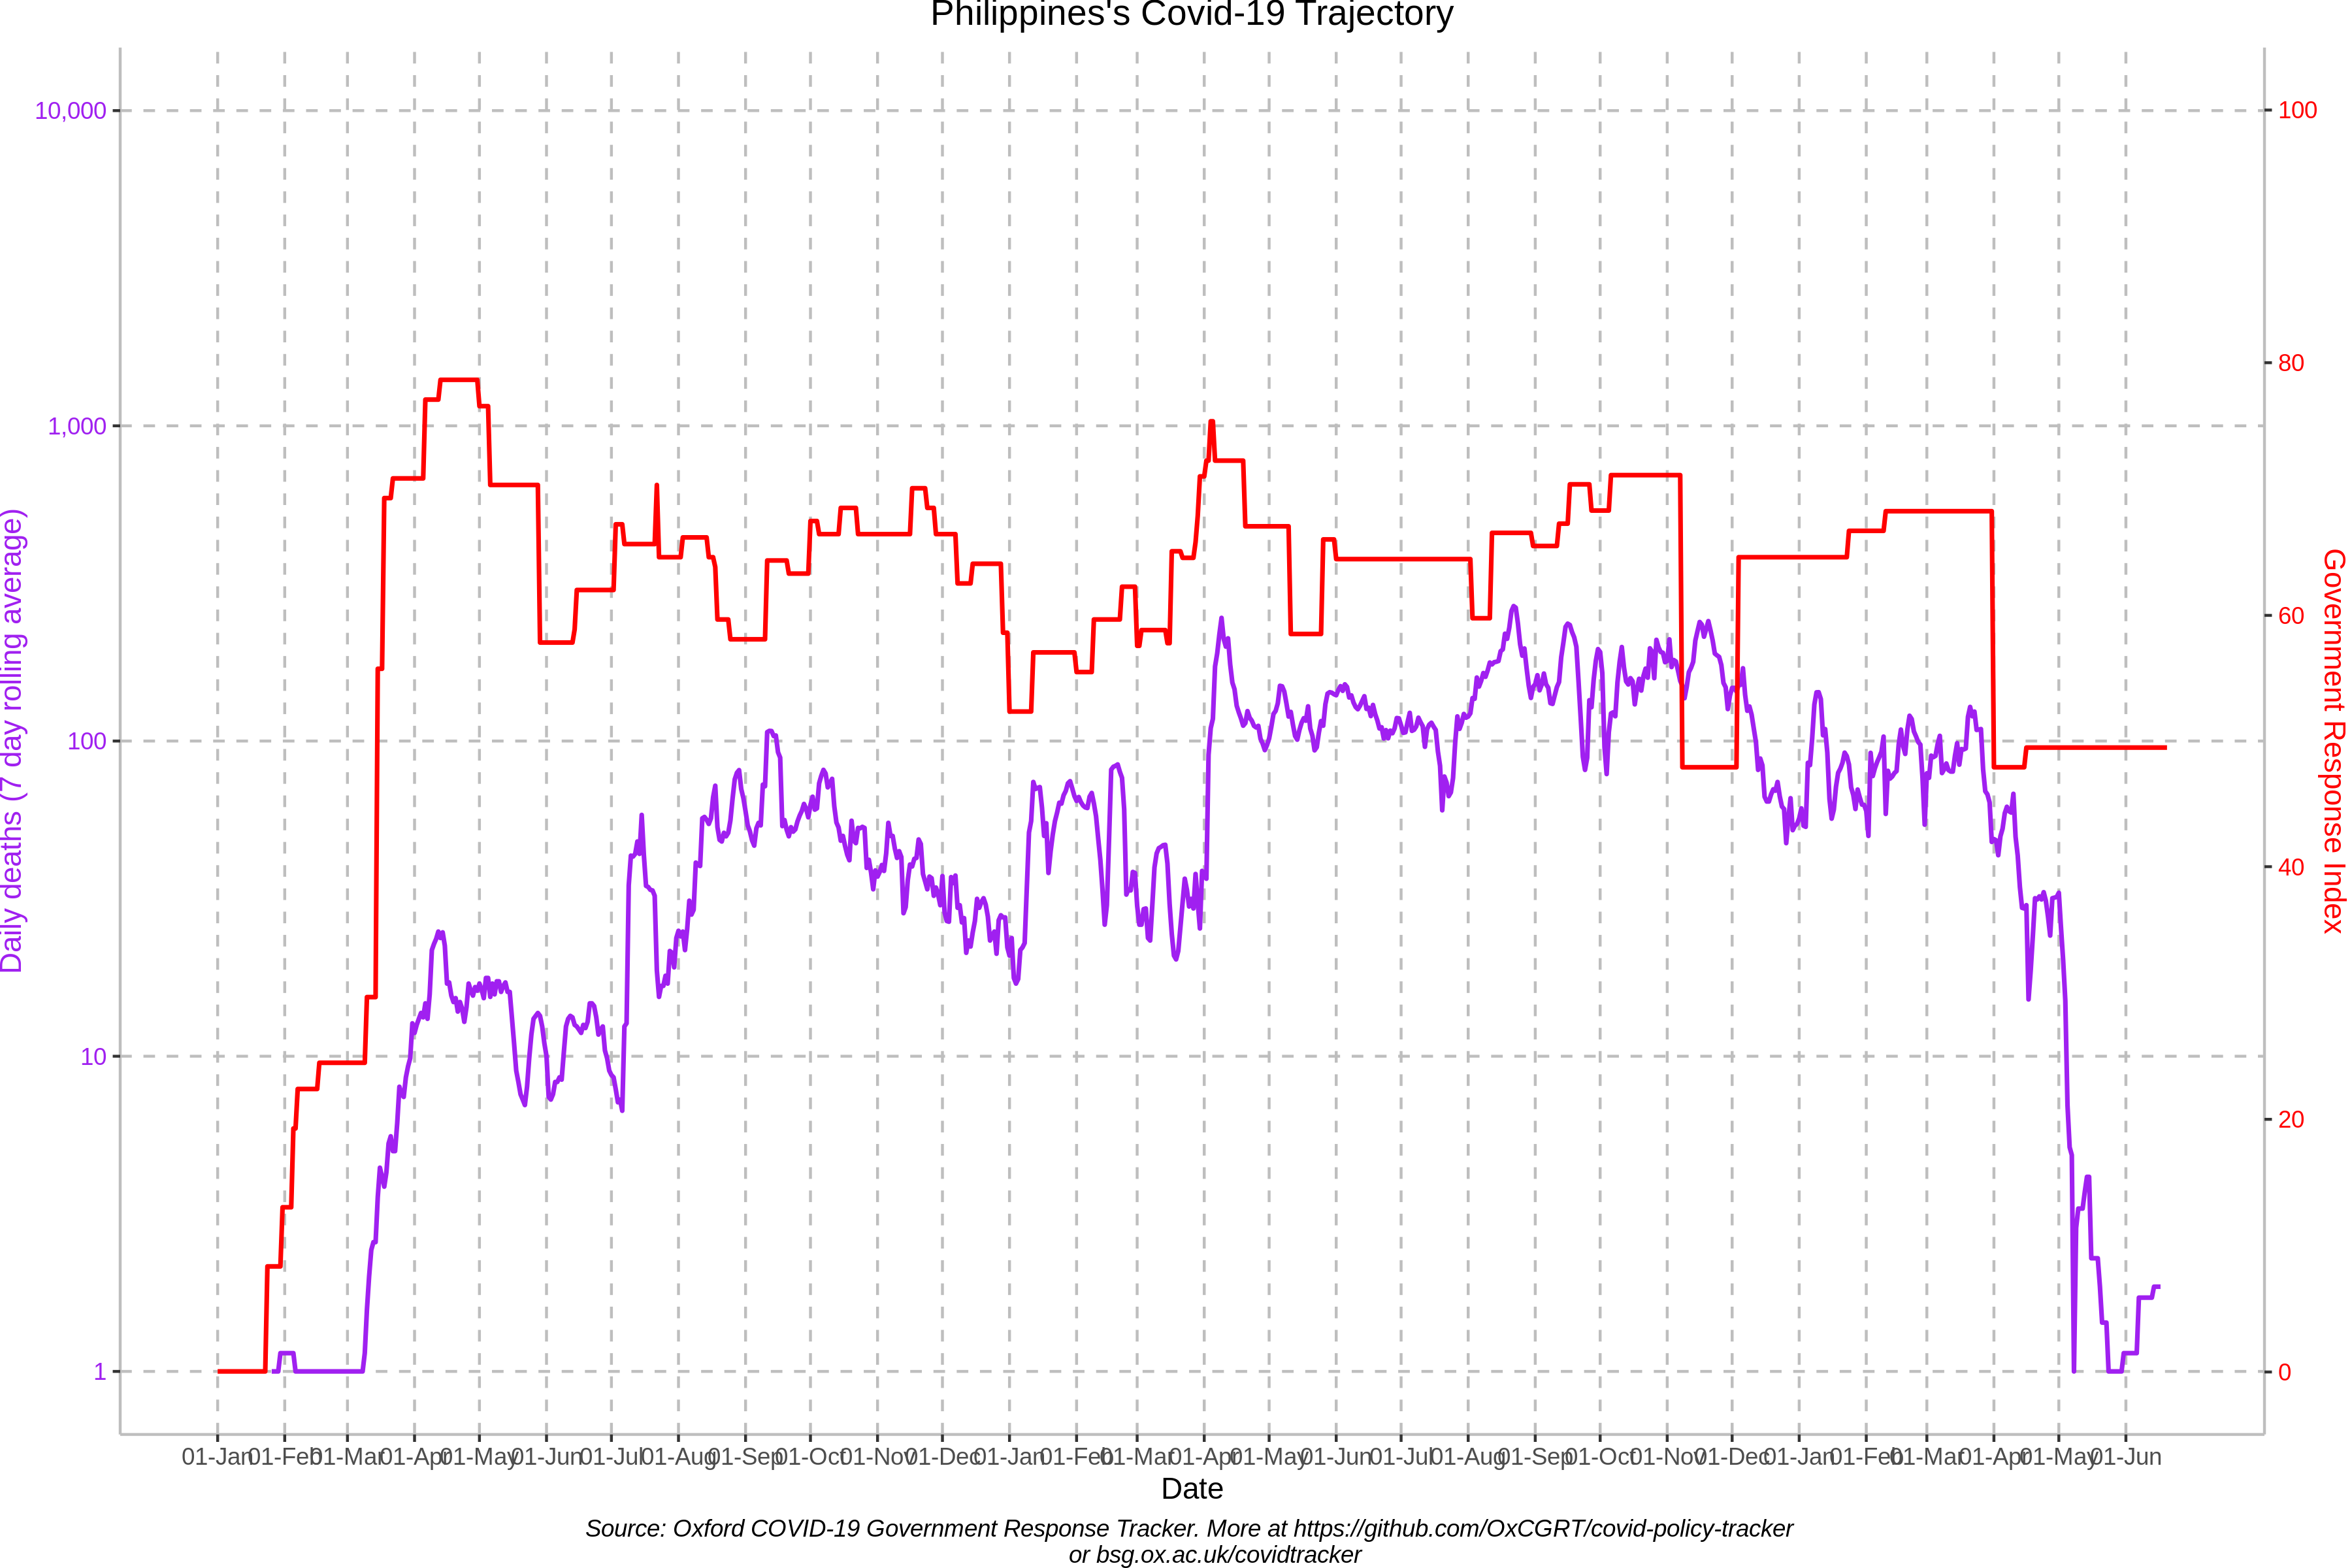 Philippines's Covid-19 Trajectory
10,000
1,000
100
10
1
Daily deaths (7 day rolling average)
100
80
60
40
20
0
Government Response Index
01-Jan 01-Feb 01-Mar 01-Apr 01-May 01-Jun 01-Jul 01-Aug 01-Sep 01-Oct 01-Nov 01-Dec 01-Jan 01-Feb 01-Mar 01-Apr 01-May 01-Jun 01-Jul 01-Aug 01-Sep 01-Oct 01-Nov 01-Dec 01-Jan 01-Feb 01-Mar 01-Apr 01-May 01-Jun
Date
Source: Oxford COVID-19 Government Response Tracker. More at https://github.com/OxCGRT/covid-policy-tracker
or bsg.ox.ac.uk/covidtracker